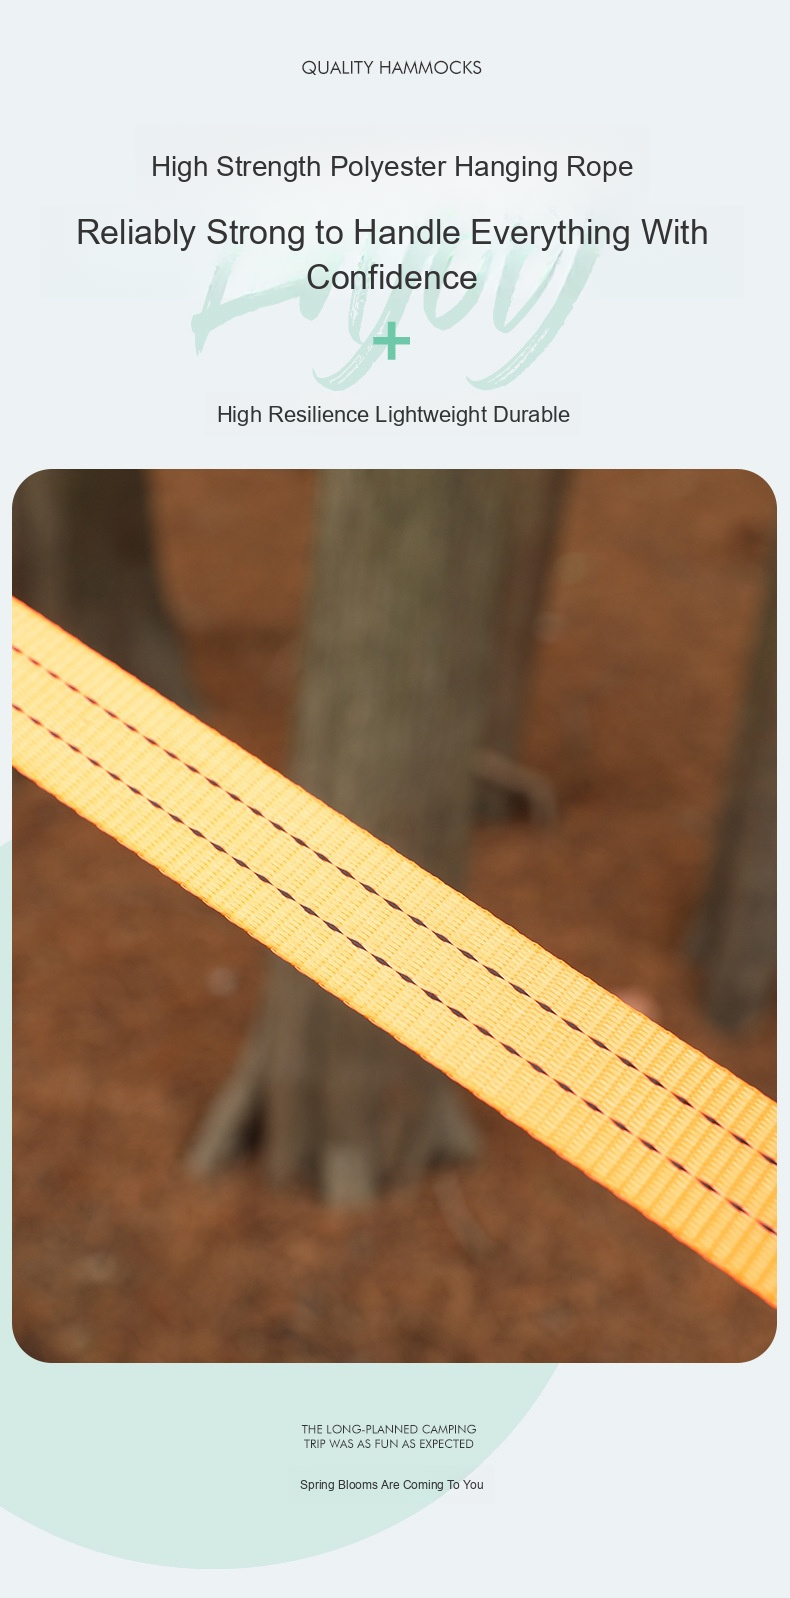 QUALITY HAMMOCKS
High Strength Polyester Hanging Rope
Reliably Strong to Handle Everything With
Confidence
Enjoy
+
High Resilience Lightweight Durable
THE LONG-PLANNED CAMPING
TRIP WAS AS FUN AS EXPECTED
Spring Blooms Are Coming To You